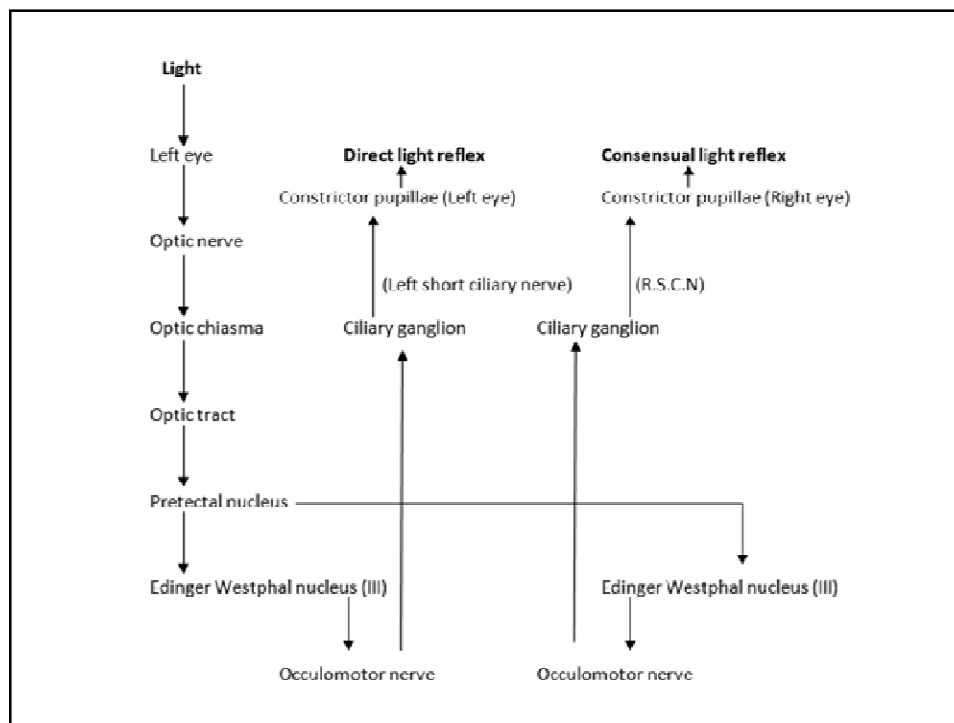 Light
Left eye
Direct light reflex
Consensual light reflex
Constrictor pupillae (Left eye)
Constrictor pupillae (Right eye)
Optic nerve
(Left short ciliary nerve)
(R.S.C.N)
Optic chiasma
Ciliary ganglion
Ciliary ganglion
Optic tract
Pretectal nucleus
Edinger Westphal nucleus (III)
Edinger Westphal nucleus (III)
Occulomotor nerve
Occulomotor nerve